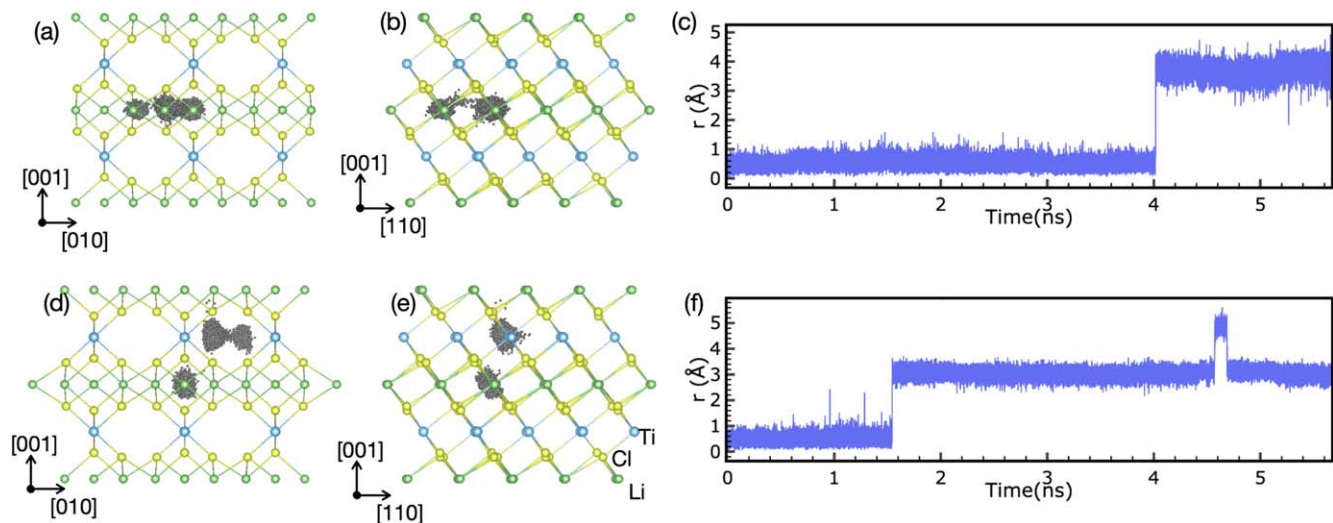 (a)
[001]
[010]
(b)
[001]
[110]
(c)
r (Å)
5
4
3
2
1
0
0 1 2 3 4 5
Time(ns)
(d)
[001]
[010]
(e)
[001]
[110]
Ti
Cl
Li
(f)
r (Å)
5
4
3
2
1
0
0 1 2 3 4 5
Time(ns)